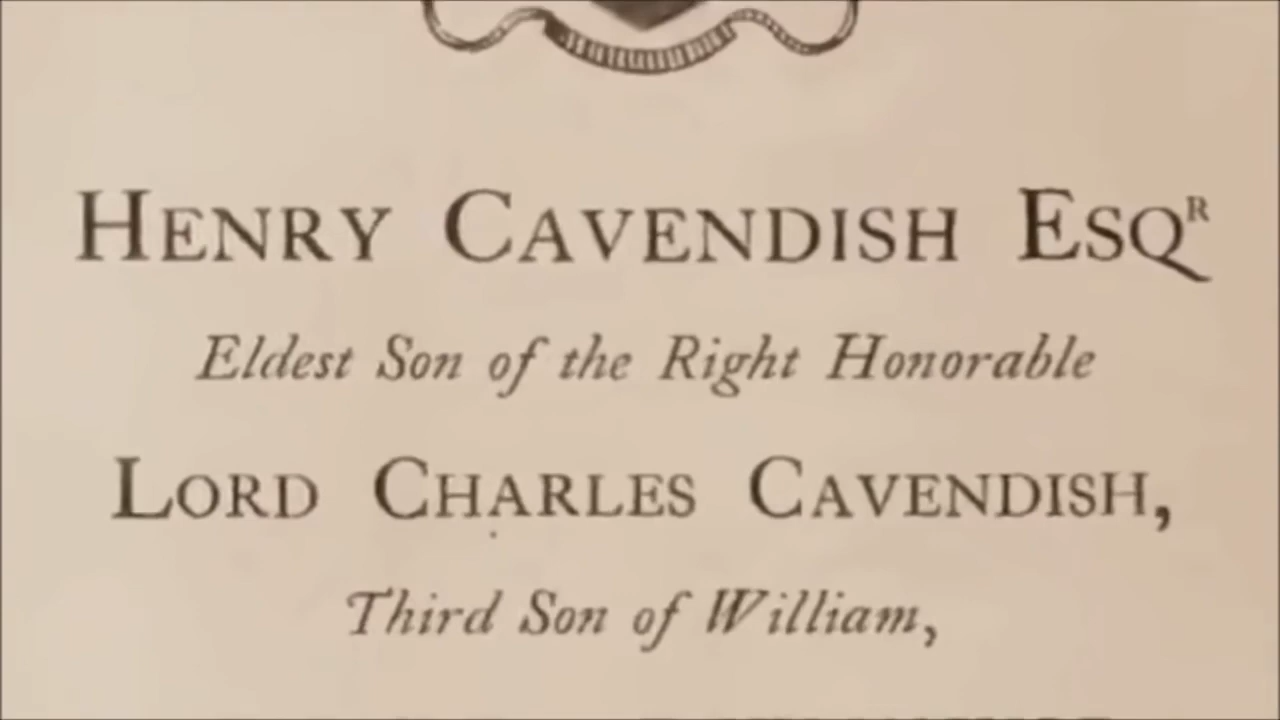 HENRY CAVENDISH ESQR
Eldest Son of the Right Honorable
LORD CHARLES CAVENDISH,
Third Son of William,